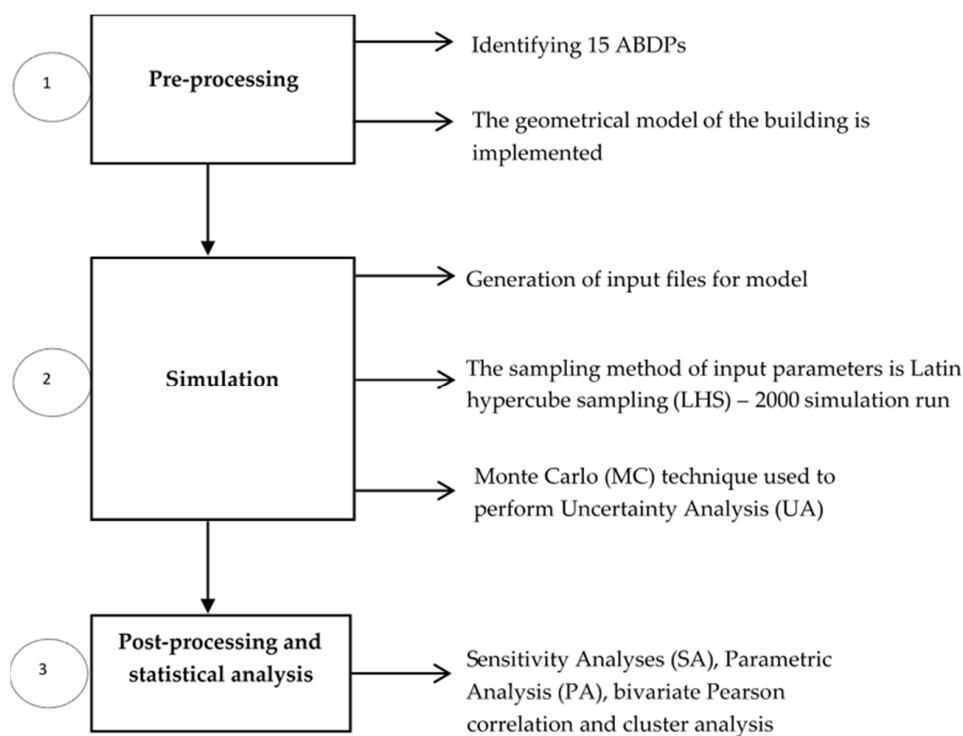 1
Pre-processing
Identifying 15 ABDPs
The geometrical model of the building is
implemented
2
Simulation
Generation of input files for model
The sampling method of input parameters is Latin
hypercube sampling (LHS) – 2000 simulation run
Monte Carlo (MC) technique used to
perform Uncertainty Analysis (UA)
3
Post-processing and
statistical analysis
Sensitivity Analyses (SA), Parametric
Analysis (PA), bivariate Pearson
correlation and cluster analysis